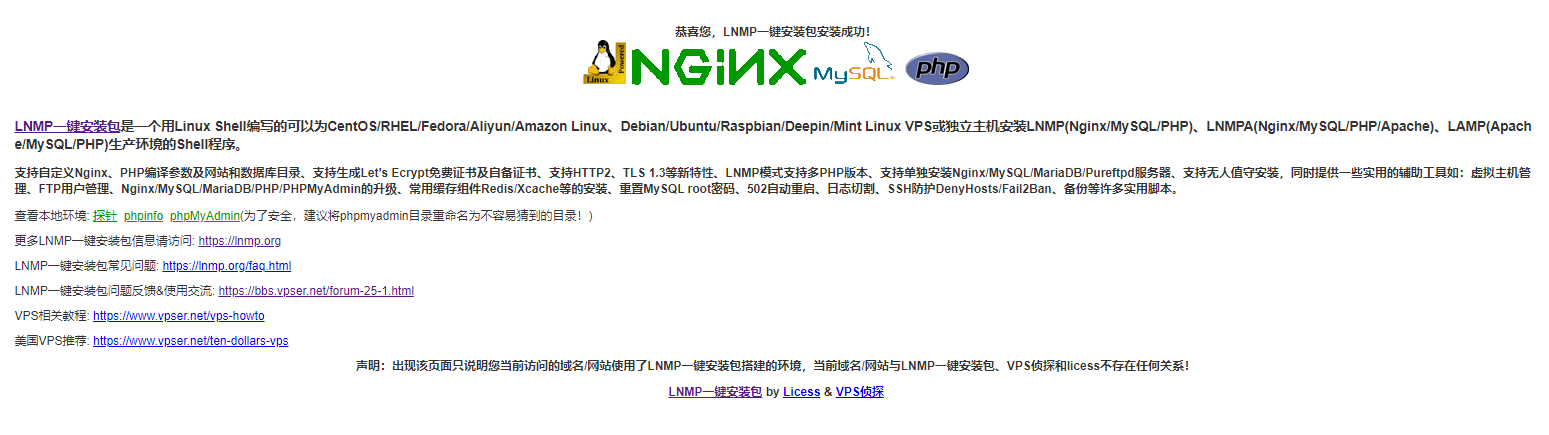 恭喜您，LNMP一键安装包安装成功！
Linux Powered NGiNX MySQL php
LNMP一键安装包是一个用Linux Shell编写的可以为CentOS/RHEL/Fedora/Aliyun/Amazon Linux、Debian/Ubuntu/Raspbian/Deepin/Mint Linux VPS或独立主机安装LNMP(Nginx/MySQL/PHP)、LNMPA(Nginx/MySQL/PHP/Apache)、LAMP(Apach
e/MySQL/PHP)生产环境的Shell程序。
支持自定义Nginx、PHP编译参数及网站和数据库目录、支持生成Let's Ecrypt免费证书及自备证书、支持HTTP2、TLS 1.3等新特性、LNMP模式支持多PHP版本、支持单独安装Nginx/MySQL/MariaDB/Pureftpd服务器、支持无人值守安装，同时提供一些实用的辅助工具如：虚拟主机管
理、FTP用户管理、Nginx/MySQL/MariaDB/PHP/PHPMyAdmin的升级、常用缓存组件Redis/Xcache等的安装、重置MySQL root密码、502自动重启、日志切割、SSH防护DenyHosts/Fail2Ban、备份等许多实用脚本。
查看本地环境: 探针 phpinfo phpMyAdmin(为了安全，建议将phpmyadmin目录重命名为不容易猜到的目录！)
更多LNMP一键安装包信息请访问: https://lnmp.org
LNMP一键安装包常见问题: https://lnmp.org/faq.html
LNMP一键安装包问题反馈&使用交流: https://bbs.vpser.net/forum-25-1.html
VPS相关教程: https://www.vpser.net/vps-howto
美国VPS推荐: https://www.vpser.net/ten-dollars-vps
声明：出现该页面只说明您当前访问的域名/网站使用了LNMP一键安装包搭建的环境，当前域名/网站与LNMP一键安装包、VPS侦探和licess不存在任何关系！
LNMP一键安装包 by Licess & VPS侦探